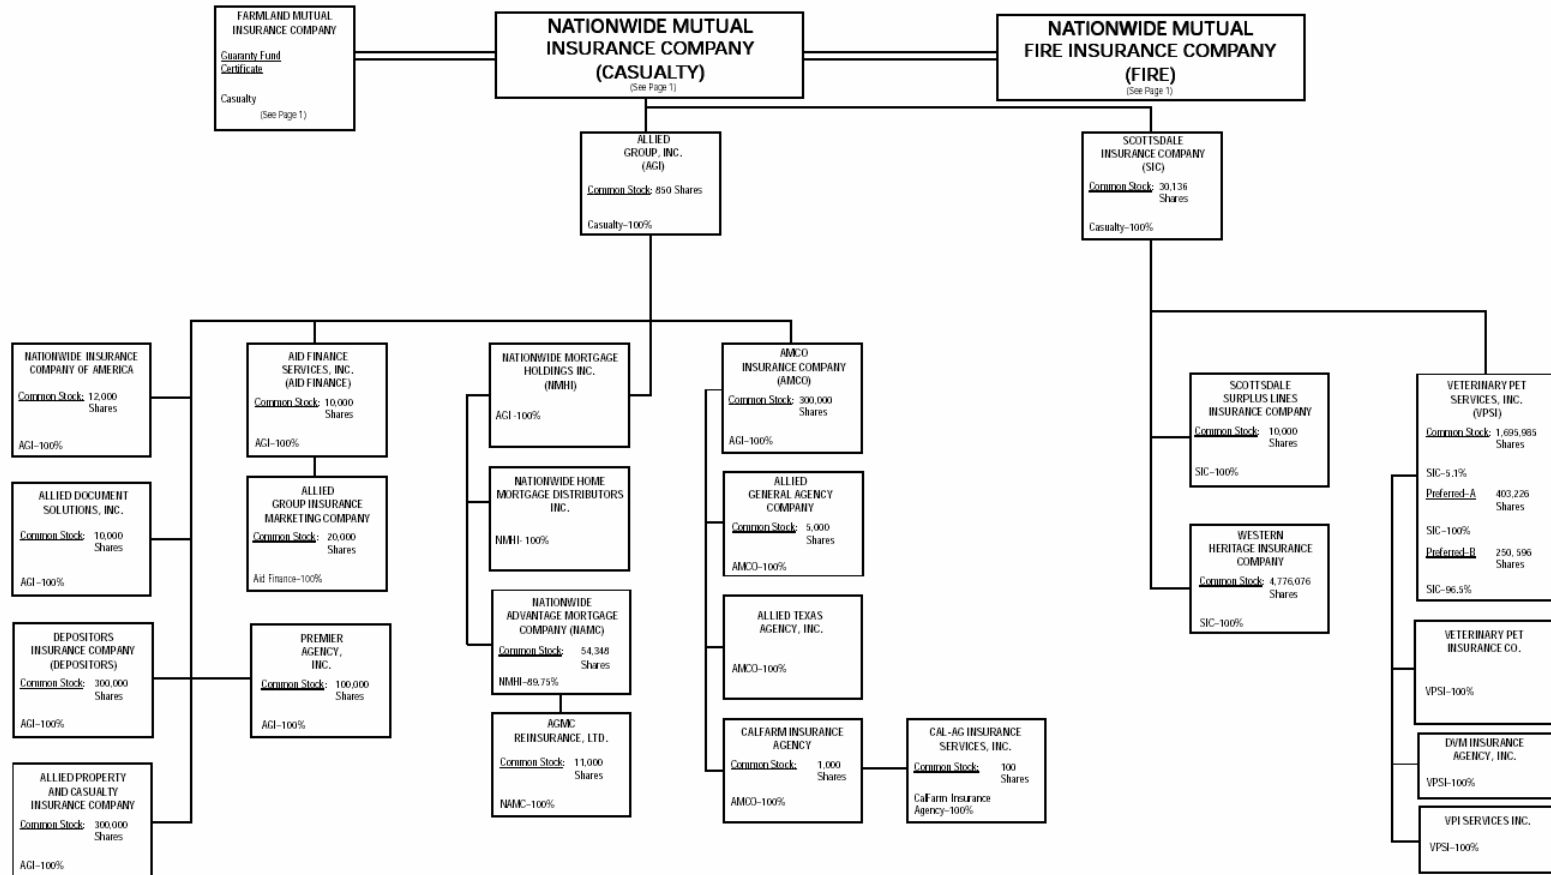 FARMLAND MUTUAL
INSURANCE COMPANY
Guaranty Fund
Certificate
Casualty
(See Page 1)
NATIONWIDE MUTUAL
INSURANCE COMPANY
(CASUALTY)
(See Page 1)
NATIONWIDE MUTUAL
FIRE INSURANCE COMPANY
(FIRE)
(See Page 1)
ALLIED
GROUP, INC.
(AGI)
Common Stock: 850 Shares
Casualty–100%
SCOTTSDALE
INSURANCE COMPANY
(SIC)
Common Stock: 30,136
Shares
Casualty–100%
NATIONWIDE INSURANCE
COMPANY OF AMERICA
Common Stock: 12,000
Shares
AGI–100%
AID FINANCE
SERVICES, INC.
(AID FINANCE)
Common Stock: 10,000
Shares
AGI–100%
NATIONWIDE MORTGAGE
HOLDINGS INC.
(NMHI)
AGI -100%
AMCO
INSURANCE COMPANY
(AMCO)
Common Stock: 300,000
Shares
AGI–100%
SCOTTSDALE
SURPLUS LINES
INSURANCE COMPANY
Common Stock: 10,000
Shares
SIC–100%
VETERINARY PET
SERVICES, INC.
(VPSI)
Common Stock: 1,695,985
Shares
SIC–5.1%
Preferred–A 403,226
Shares
SIC–100%
Preferred–B 250, 596
Shares
SIC–96.5%
ALLIED DOCUMENT
SOLUTIONS, INC.
Common Stock: 10,000
Shares
AGI–100%
ALLIED
GROUP INSURANCE
MARKETING COMPANY
Common Stock: 20,000
Shares
Aid Finance–100%
NATIONWIDE HOME
MORTGAGE DISTRIBUTORS
INC.
NMHI- 100%
ALLIED
GENERAL AGENCY
COMPANY
Common Stock: 5,000
Shares
AMCO–100%
WESTERN
HERITAGE INSURANCE
COMPANY
Common Stock: 4,776,076
Shares
SIC–100%
DEPOSITORS
INSURANCE COMPANY
(DEPOSITORS)
Common Stock: 300,000
Shares
AGI–100%
PREMIER
AGENCY,
INC.
Common Stock: 100,000
Shares
AGI–100%
NATIONWIDE
ADVANTAGE MORTGAGE
COMPANY (NAMC)
Common Stock: 54,348
Shares
NMHI–89.75%
ALLIED TEXAS
AGENCY, INC.
AMCO–100%
VETERINARY PET
INSURANCE CO.
VPSI–100%
ALLIED PROPERTY
AND CASUALTY
INSURANCE COMPANY
Common Stock: 300,000
Shares
AGI–100%
AGMC
REINSURANCE, LTD.
Common Stock: 11,000
Shares
NAMC–100%
CALFARM INSURANCE
AGENCY
Common Stock: 1,000
Shares
AMCO–100%
CAL-AG INSURANCE
SERVICES, INC.
Common Stock: 100
Shares
CalFarm Insurance
Agency–100%
DVM INSURANCE
AGENCY, INC.
VPSI–100%
VPI SERVICES INC.
VPSI–100%